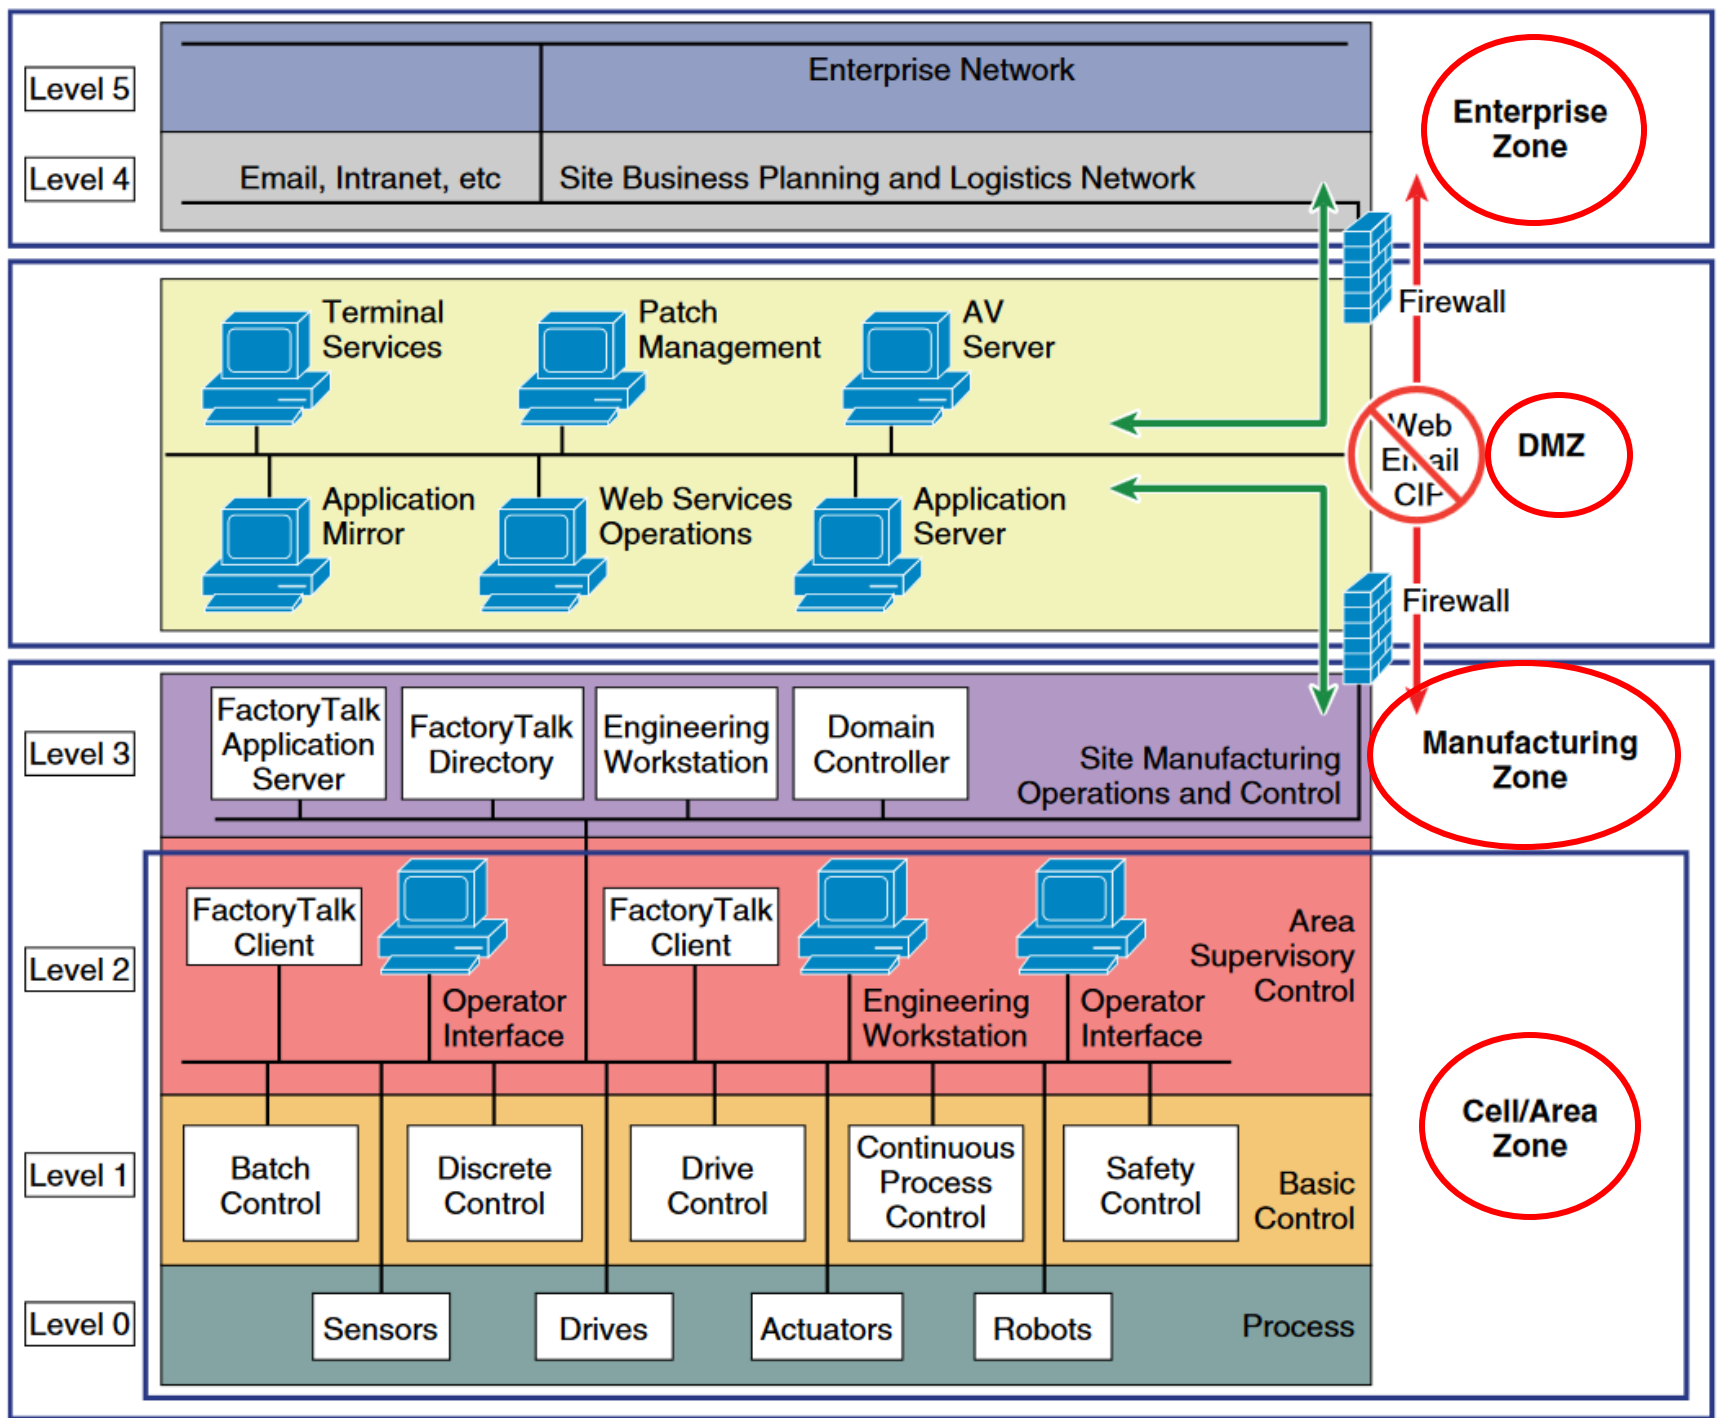 Level 5
Enterprise Network
Enterprise
Zone
Level 4
Email, Intranet, etc
Site Business Planning and Logistics Network
Firewall
Terminal
Services
Patch
Management
AV
Server
Web
Email
CIP
DMZ
Application
Mirror
Web Services
Operations
Application
Server
Firewall
Level 3
FactoryTalk
Application
Server
FactoryTalk
Directory
Engineering
Workstation
Domain
Controller
Site Manufacturing
Operations and Control
Manufacturing
Zone
Level 2
FactoryTalk
Client
Operator
Interface
FactoryTalk
Client
Engineering
Workstation
Operator
Interface
Area
Supervisory
Control
Cell/Area
Zone
Level 1
Batch
Control
Discrete
Control
Drive
Control
Continuous
Process
Control
Safety
Control
Basic
Control
Level 0
Sensors
Drives
Actuators
Robots
Process